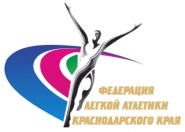 ФЕДЕРАЦИЯ
ЛЕГКОЙ АТЛЕТИКИ
КРАСНОДАРСКОГО КРАЯ